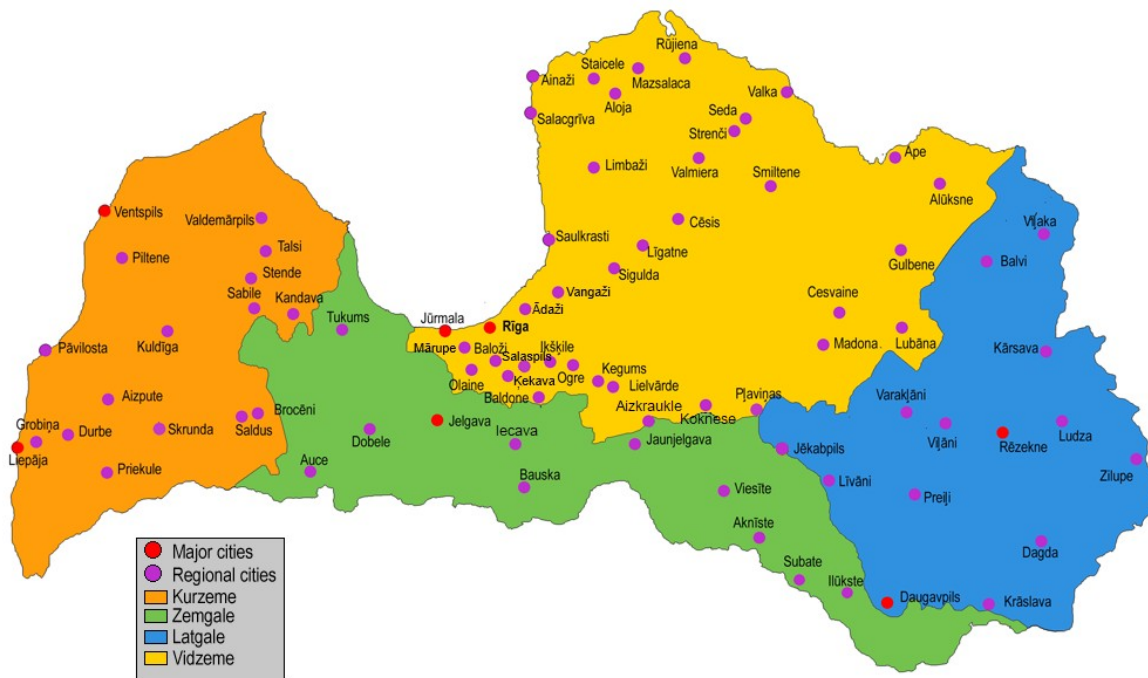 Rūjiena
Staicele
Mazsalaca
Ainaži
Aloja
Valka
Salacgrīva
Seda
Strenči
Limbaži
Valmiera
Smiltene
Ape
Alūksne
Ventspils
Valdemārpils
Cēsis
Viļaka
Saulkrasti
Līgatne
Talsi
Piltene
Gulbene
Balvi
Sigulda
Stende
Vangaži
Sabile
Kandava
Ādaži
Cesvaine
Tukums
Jūrmala
Rīga
Lubāna
Kuldīga
Pāvilosta
Mārupe
Baloži
Ikšķile
Salaspils
Madona
Kārsava
Olaine
Ķekava
Ogre
Kegums
Lielvārde
Baldone
Aizpute
Pļaviņas
Varakļāni
Aizkraukle
Koknese
Brocēni
Saldus
Grobiņa
Durbe
Skrunda
Jelgava
Dobele
Iecava
Jaunjelgava
Viļāni
Rēzekne
Ludza
Jēkabpils
Liepāja
Priekule
Auce
Bauska
Zilupe
Viesīte
Līvāni
Preiļi
Aknīste
Dagda
Subate
Ilūkste
Daugavpils
Krāslava
Major cities
Regional cities
Kurzeme
Zemgale
Latgale
Vidzeme